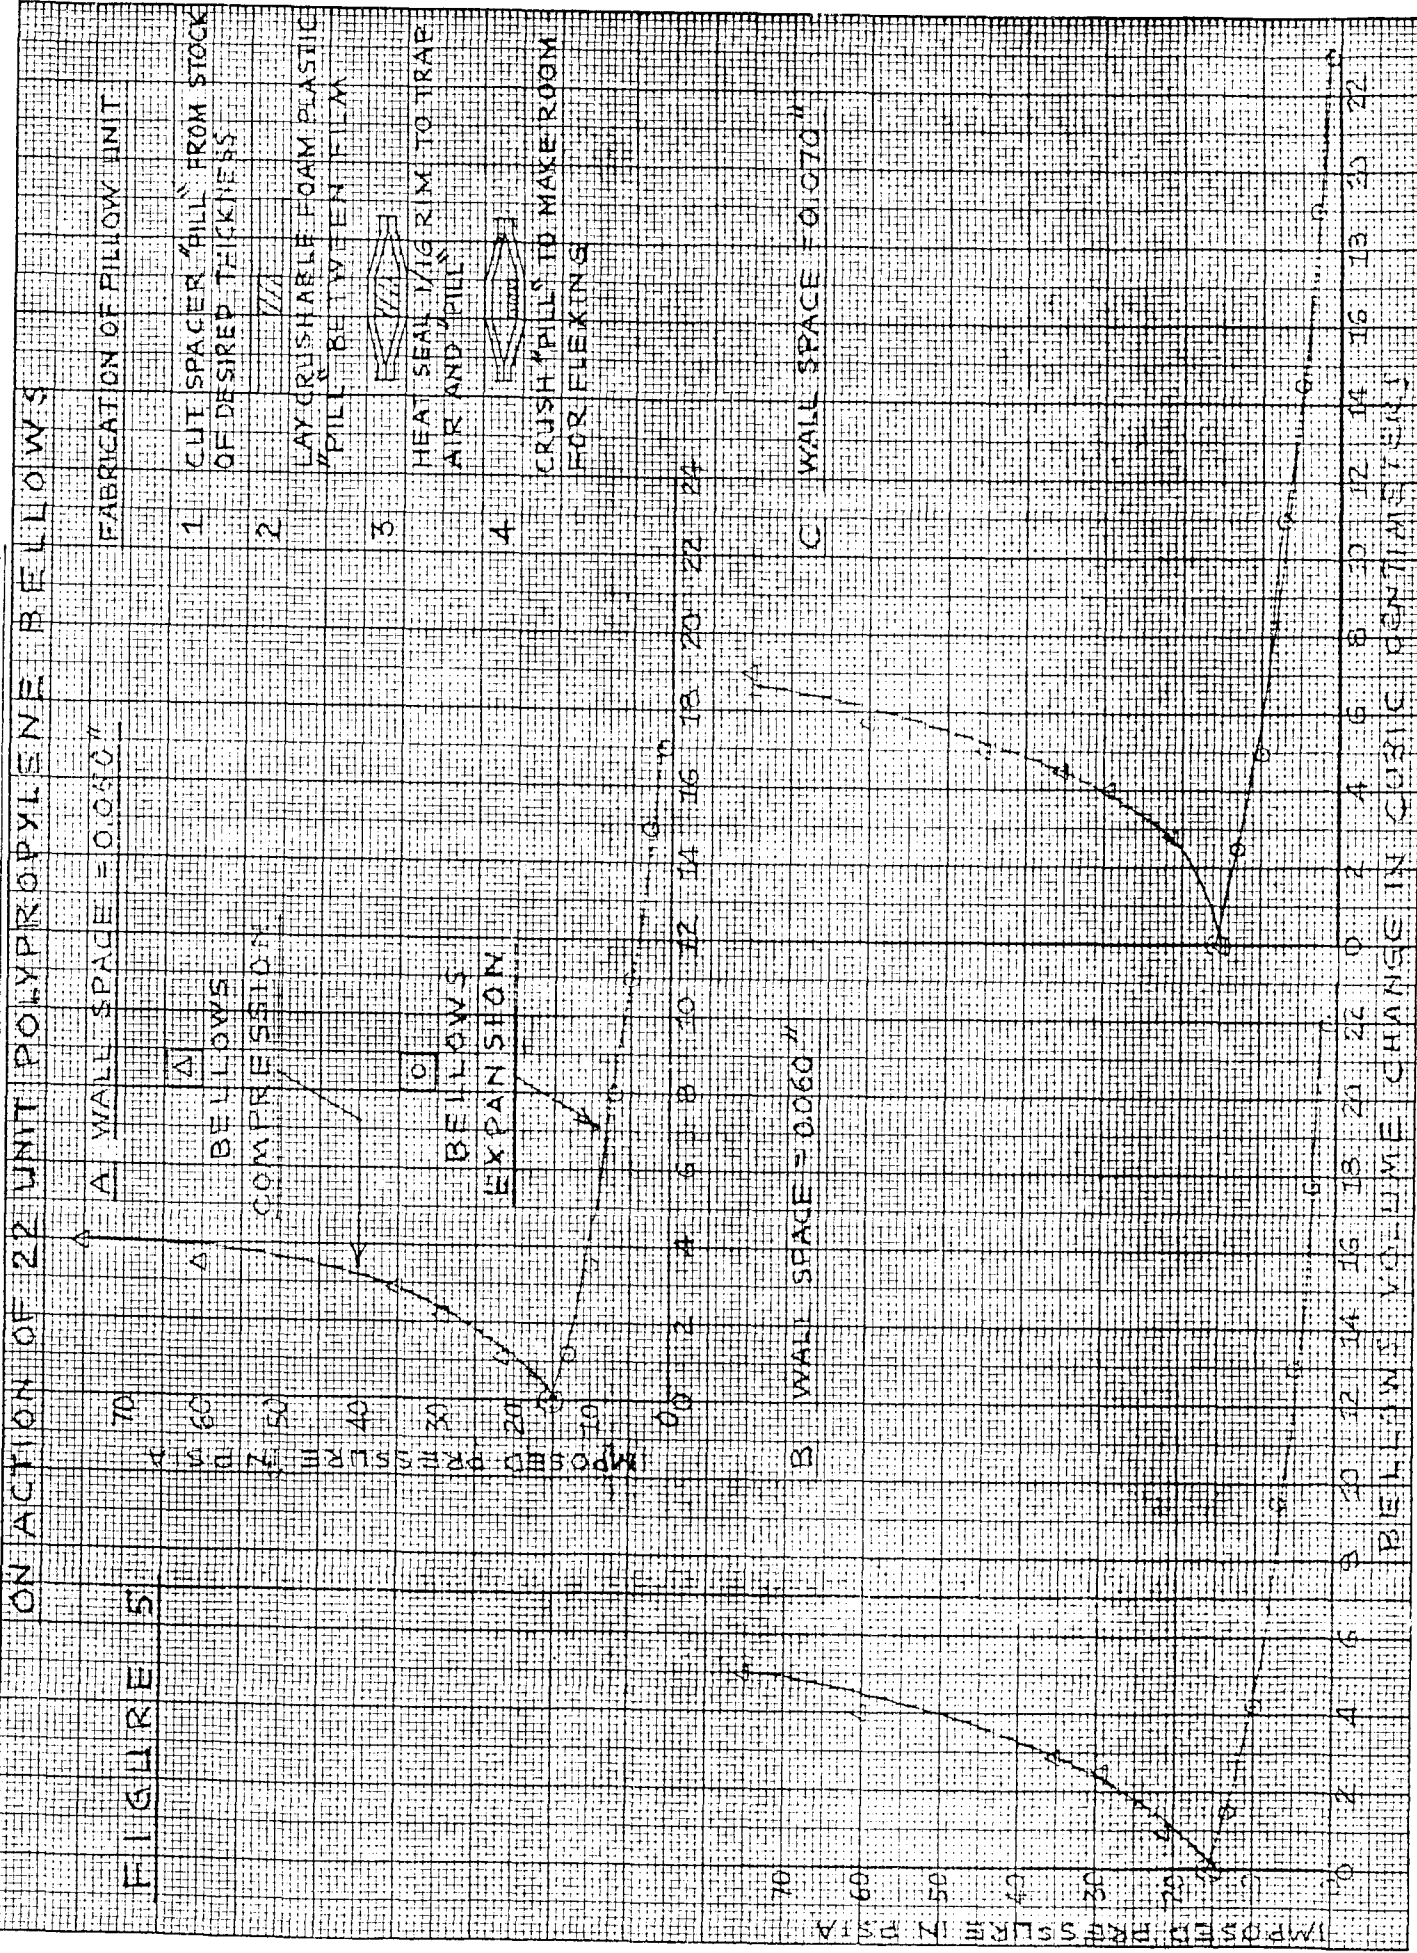 ON ACTION OF 22 UNIT POLYPROPYLENE BELLOWS
FIGURE 5
A WALL SPACE = 0.050"
△
BELLOWS
COMPRESSION
O
BELLOWS
EXPANSION
IMPOSED PRESSURE IN PSIA
70
60
50
40
30
20
10
0
0 2 4 6 8 10 12 14 16 18 20 22 24
FABRICATION OF PILLOW UNIT
1 CUT SPACER "PILL" FROM STOCK
OF DESIRED THICKNESS
2
LAY CRUSHABLE FOAM PLASTIC
"PILL" BETWEEN FILM
3
HEAT SEAL 1/16 RIM TO TRAP
AIR AND "PILL"
4
CRUSH "PILL" TO MAKE ROOM
FOR FLEXING
B WALL SPACE = 0.060"
IMPOSED PRESSURE IN PSIA
70
60
50
40
30
20
0
0 2 4 6 8 10 12 14 16 18 20 22
C WALL SPACE = 0.070"
0 2 4 6 8 10 12 14 16 18 20 22
BELLOWS VOLUME CHANGE IN CUBIC CENTIMETERS